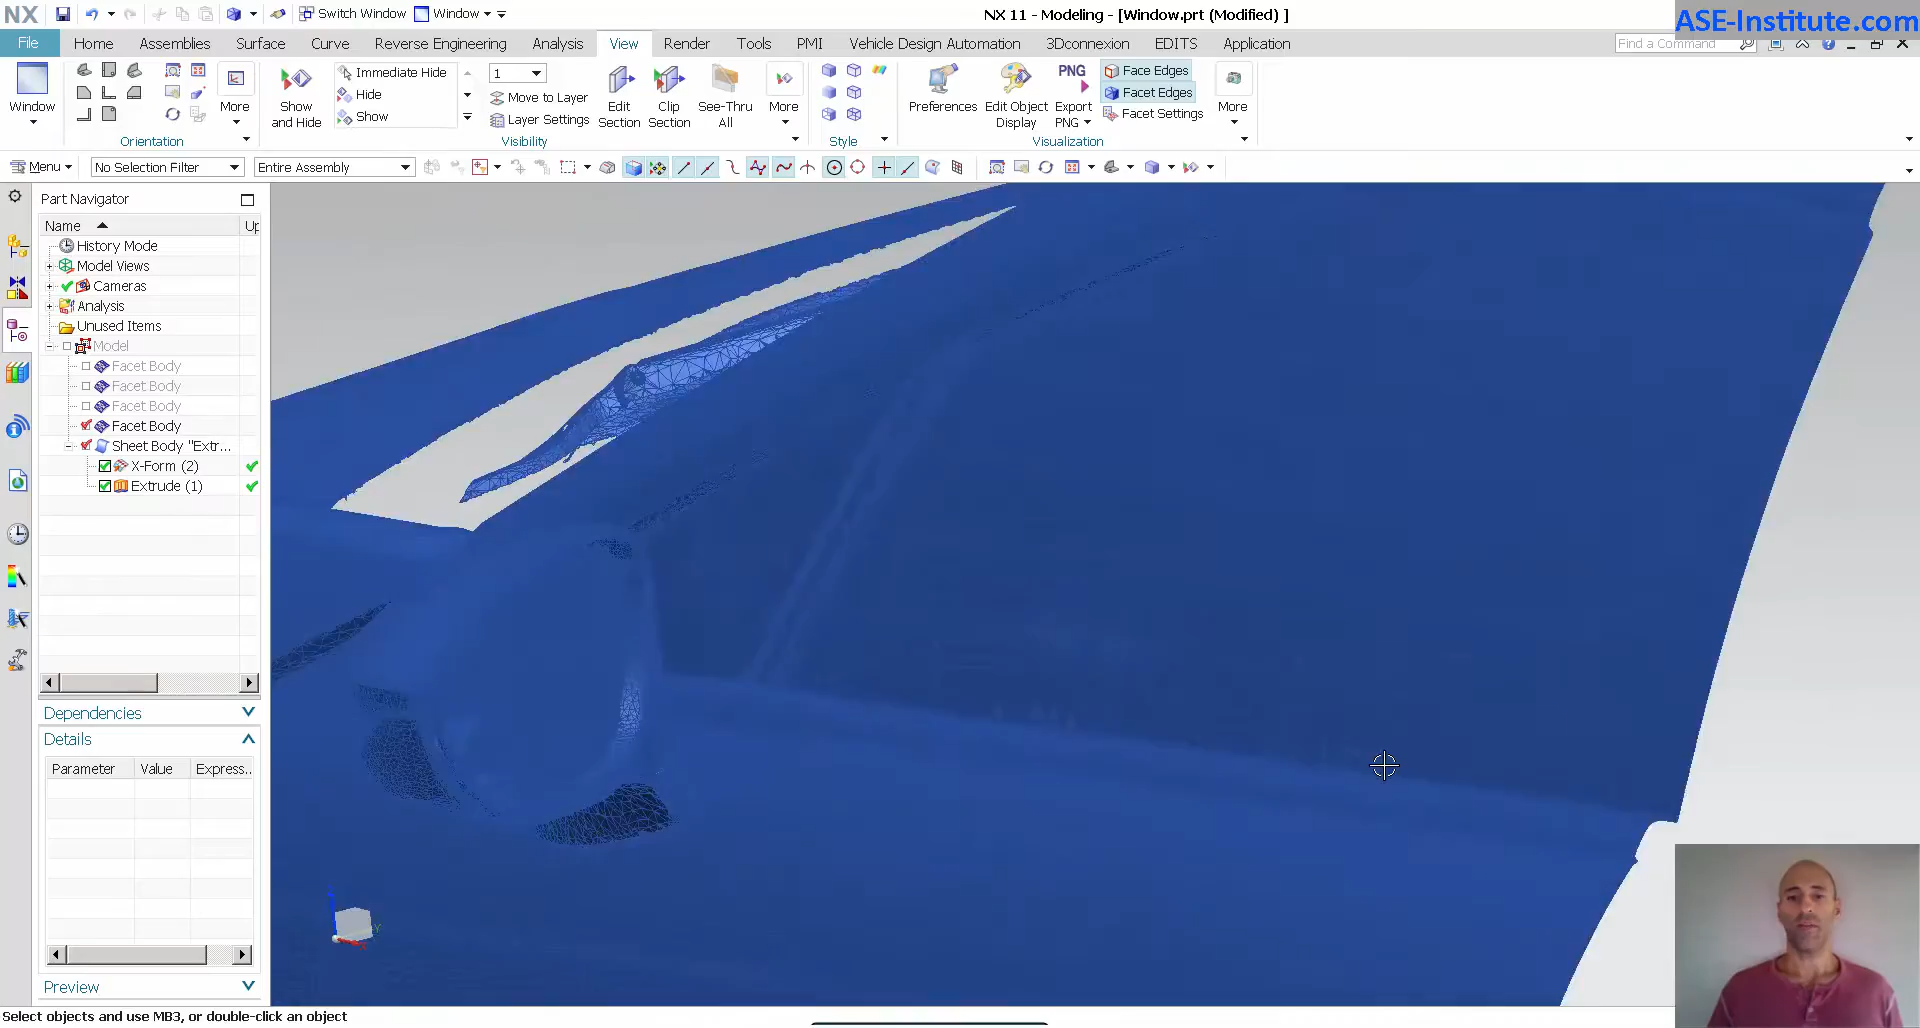 NX
Switch Window
Window
NX 11 - Modeling - [Window.prt (Modified) ]
ASE-Institute.com
File
Home
Assemblies
Surface
Curve
Reverse Engineering
Analysis
View
Render
Tools
PMI
Vehicle Design Automation
3Dconnexion
EDITS
Application
Find a Command
Window
More
Orientation
Show and Hide
Immediate Hide
Hide
Show
1
Move to Layer
Layer Settings
Edit Section
Clip Section
See-Thru All
More
Visibility
Style
Preferences
Edit Object Display
PNG
Export PNG
Face Edges
Facet Edges
Facet Settings
More
Visualization
Menu
No Selection Filter
Entire Assembly
Part Navigator
Name
Up
History Mode
Model Views
Cameras
Analysis
Unused Items
Model
Facet Body
Facet Body
Facet Body
Facet Body
Sheet Body "Extr...
X-Form (2)
Extrude (1)
Dependencies
Details
Parameter
Value
Express..
Preview
Select objects and use MB3, or double-click an object